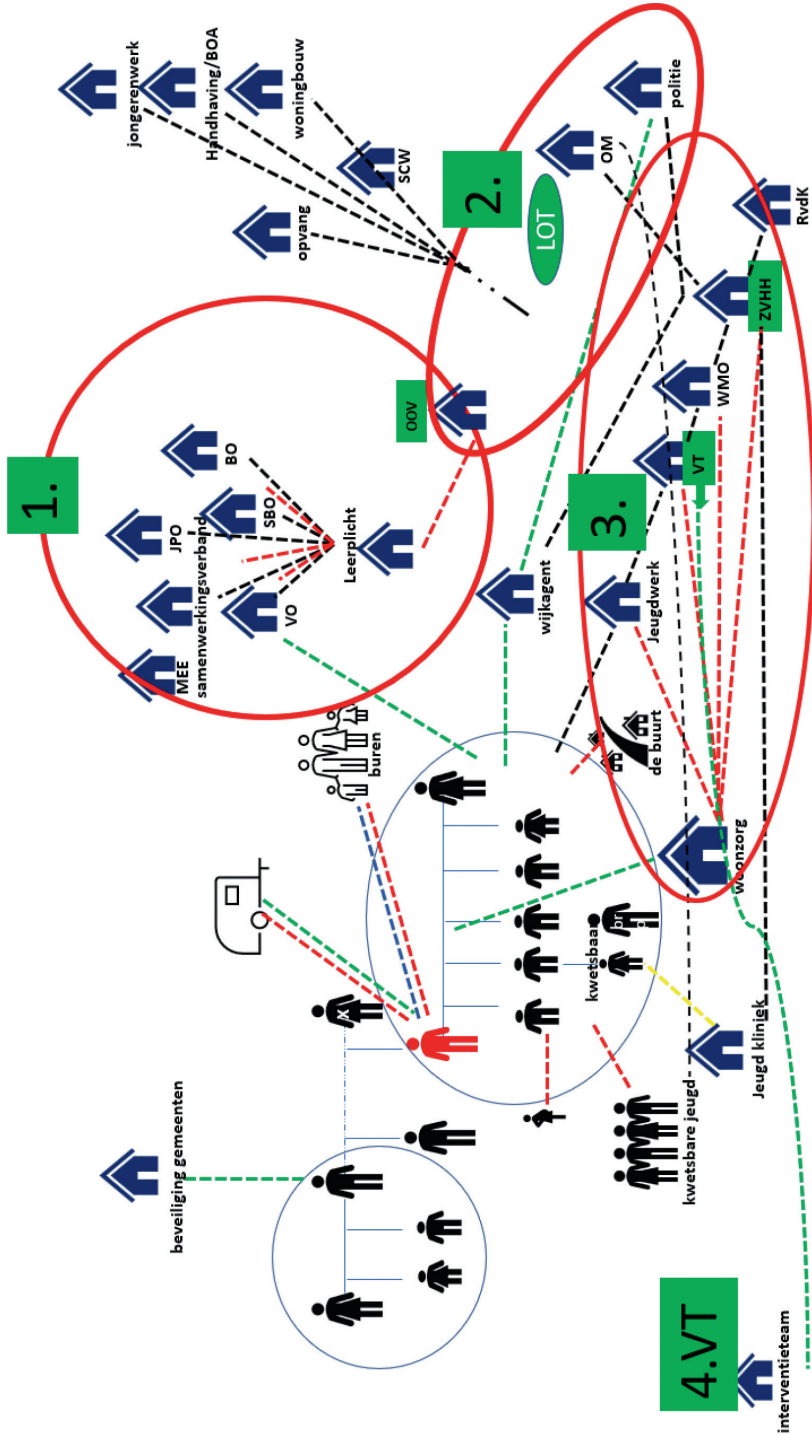 1.
jongerenwerk
JPO
MEE
samenwerkingsverband
Handhaving/BOA
beveiliging gemeenten
BO
SBO
woningbouw
VO
opvang
X
Leerplicht
buren
SCW
OOV
2.
LOT
wijkagent
kwetsbaar
OM
3.
Jeugdwerk
de buurt
politie
kwetsbare jeugd
VT
4.VT
WMO
woonzorg
Jeugd kliniek
ZVHH
interventieteam
RvdK